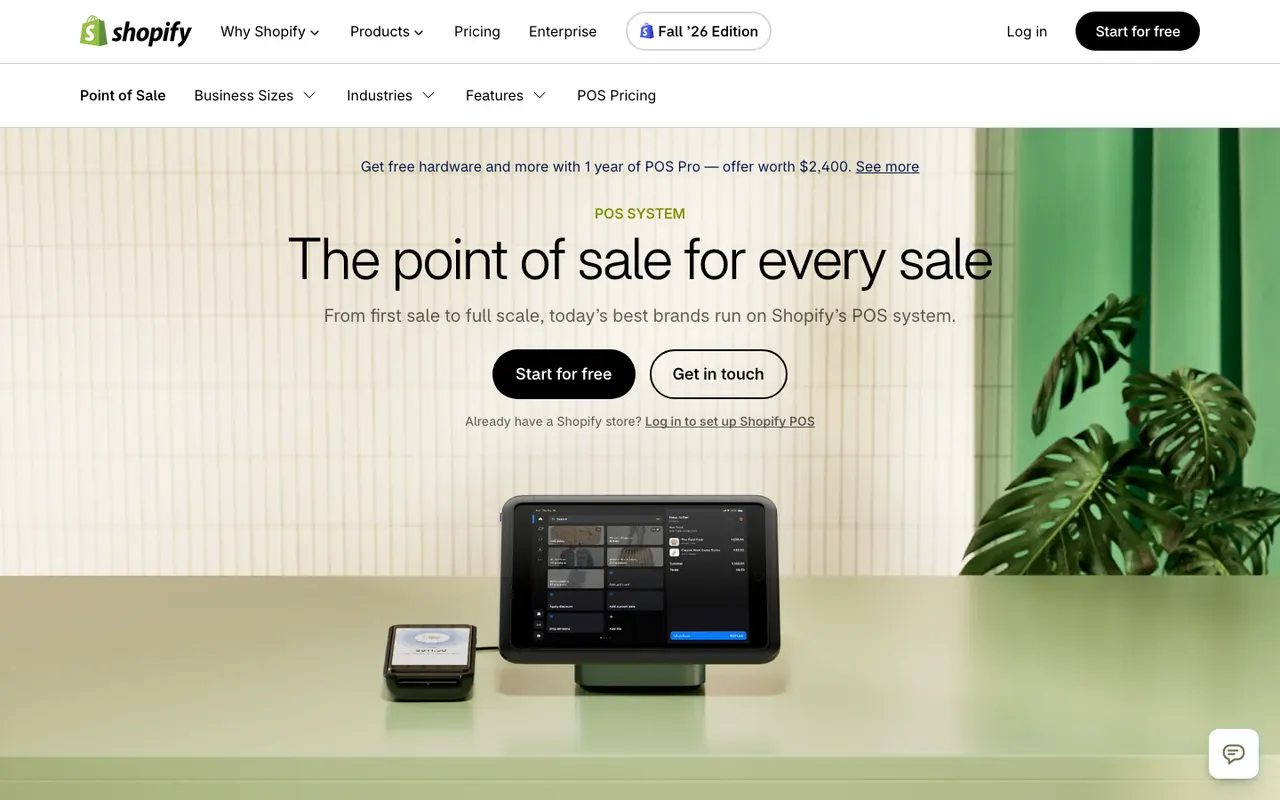 shopify
Why Shopify
Products
Pricing
Enterprise
Fall ’26 Edition
Log in
Start for free
Point of Sale
Business Sizes
Industries
Features
POS Pricing
Get free hardware and more with 1 year of POS Pro — offer worth $2,400. See more
POS SYSTEM
The point of sale for every sale
From first sale to full scale, today’s best brands run on Shopify’s POS system.
Start for free
Get in touch
Already have a Shopify store? Log in to set up Shopify POS
Search
Apply discount